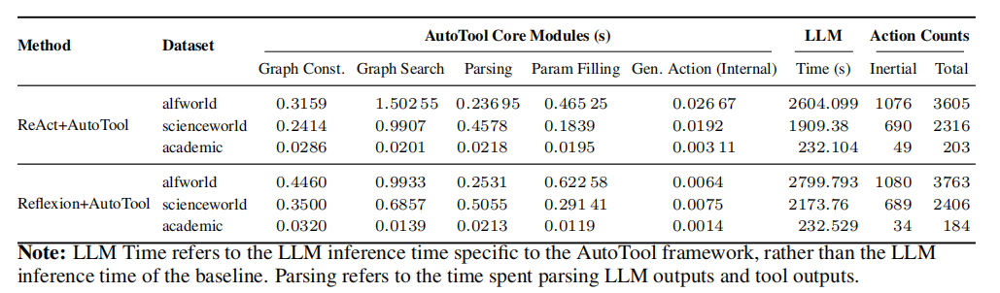 Method Dataset AutoTool Core Modules (s) LLM Action Counts
Graph Const. Graph Search Parsing Param Filling Gen. Action (Internal) Time (s) Inertial Total
ReAct+AutoTool alfworld 0.3159 1.502 55 0.236 95 0.465 25 0.026 67 2604.099 1076 3605
scienceworld 0.2414 0.9907 0.4578 0.1839 0.0192 1909.38 690 2316
academic 0.0286 0.0201 0.0218 0.0195 0.003 11 232.104 49 203
Reflexion+AutoTool alfworld 0.4460 0.9933 0.2531 0.622 58 0.0064 2799.793 1080 3763
scienceworld 0.3500 0.6857 0.5055 0.291 41 0.0075 2173.76 689 2406
academic 0.0320 0.0139 0.0213 0.0119 0.0014 232.529 34 184
Note: LLM Time refers to the LLM inference time specific to the AutoTool framework, rather than the LLM
inference time of the baseline. Parsing refers to the time spent parsing LLM outputs and tool outputs.